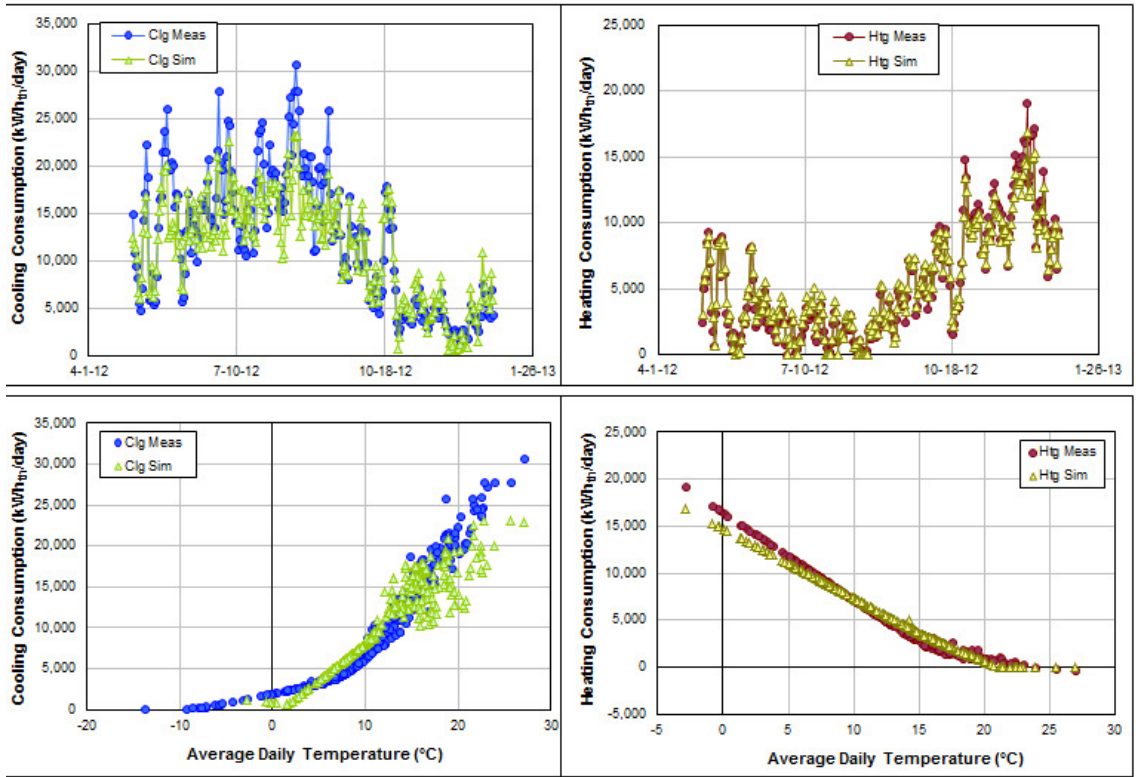 35,000
30,000
25,000
20,000
15,000
10,000
5,000
0
Cooling Consumption (kWhth/day)
Clg Meas
Clg Sim
4-1-12 7-10-12 10-18-12 1-26-13
25,000
20,000
15,000
10,000
5,000
0
Heating Consumption (kWhth/day)
Htg Meas
Htg Sim
4-1-12 7-10-12 10-18-12 1-26-13
35,000
30,000
25,000
20,000
15,000
10,000
5,000
0
Cooling Consumption (kWhth/day)
Clg Meas
Clg Sim
-20 -10 0 10 20 30
Average Daily Temperature (°C)
25,000
20,000
15,000
10,000
5,000
0
-5,000
Heating Consumption (kWhth/day)
Htg Meas
Htg Sim
-5 0 5 10 15 20 25 30
Average Daily Temperature (°C)